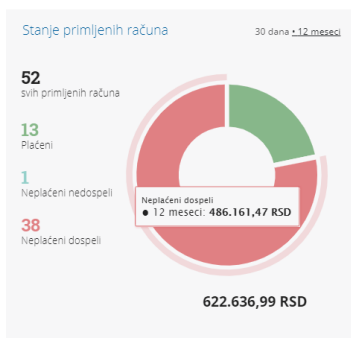 Stanje primljenih računa
30 dana • 12 meseci
52
svih primljenih računa
13
Plaćeni
1
Neplaćeni nedospeli
38
Neplaćeni dospeli
Neplaćeni dospeli
● 12 meseci: 486.161,47 RSD
622.636,99 RSD